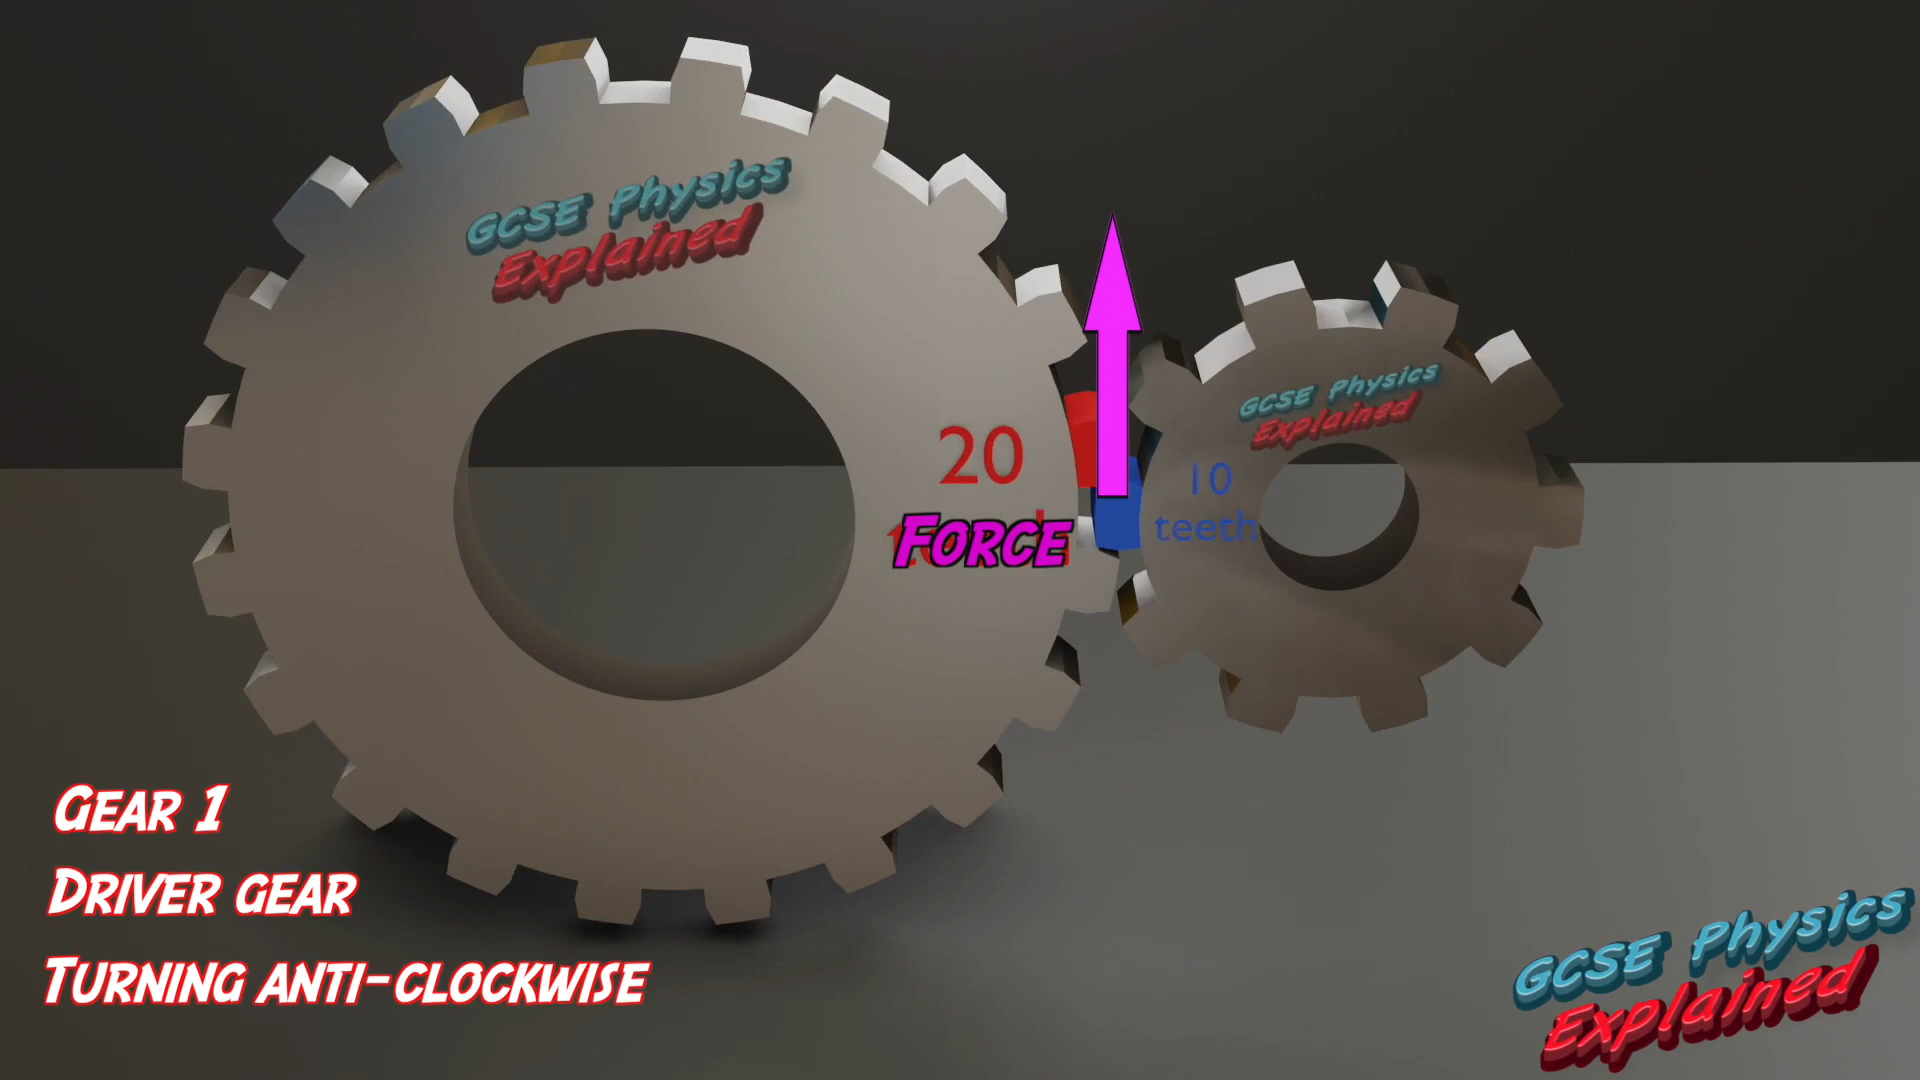 GCSE Physics
Explained
GCSE Physics
Explained
20
FORCE
10
teeth
GEAR 1
DRIVER GEAR
TURNING ANTI-CLOCKWISE
GCSE Physics
Explained